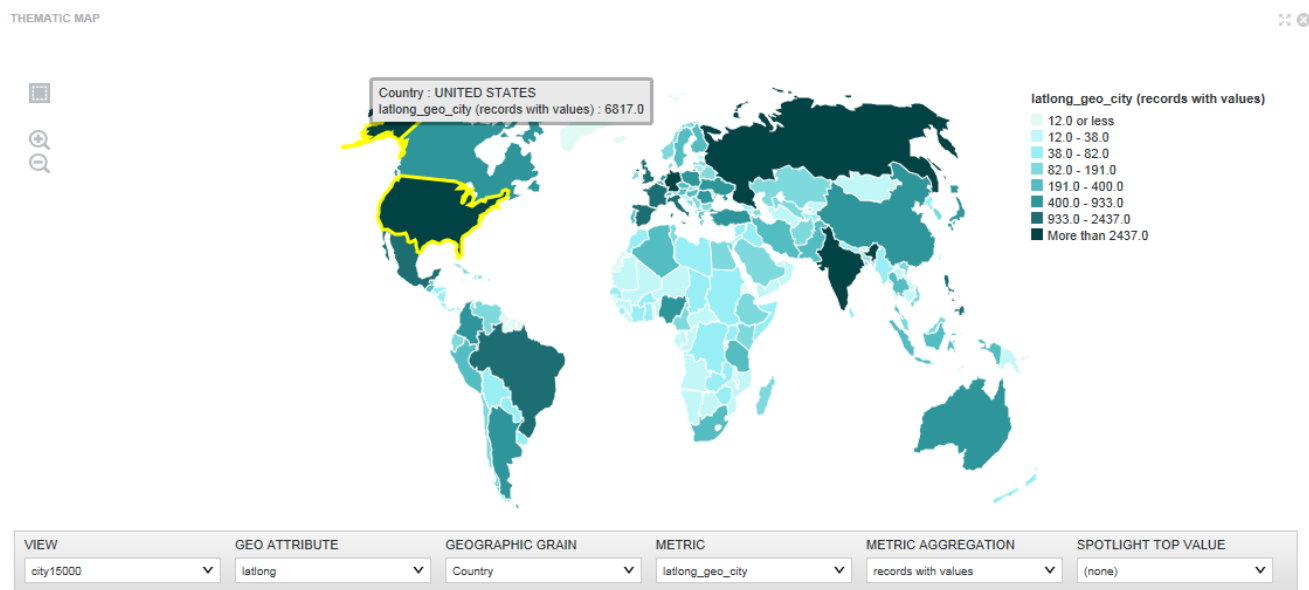 THEMATIC MAP
Country : UNITED STATES
latlong_geo_city (records with values) : 6817.0
latlong_geo_city (records with values)
12.0 or less
12.0 - 38.0
38.0 - 82.0
82.0 - 191.0
191.0 - 400.0
400.0 - 933.0
933.0 - 2437.0
More than 2437.0
VIEW GEO ATTRIBUTE GEOGRAPHIC GRAIN METRIC METRIC AGGREGATION SPOTLIGHT TOP VALUE
city15000 latlong Country latlong_geo_city records with values (none)